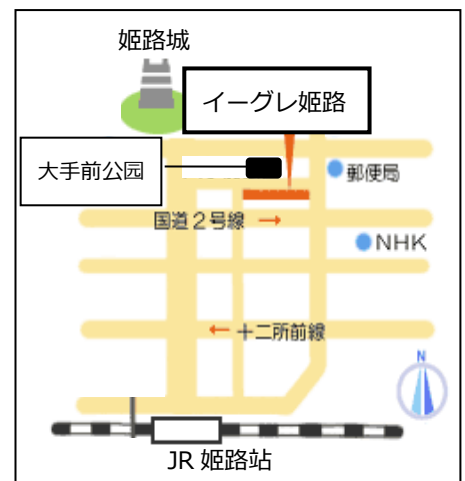 姫路城
イーグレ姫路
大手前公园
郵便局
国道２号線 →
NHK
← 十二所前線
N
JR 姫路站